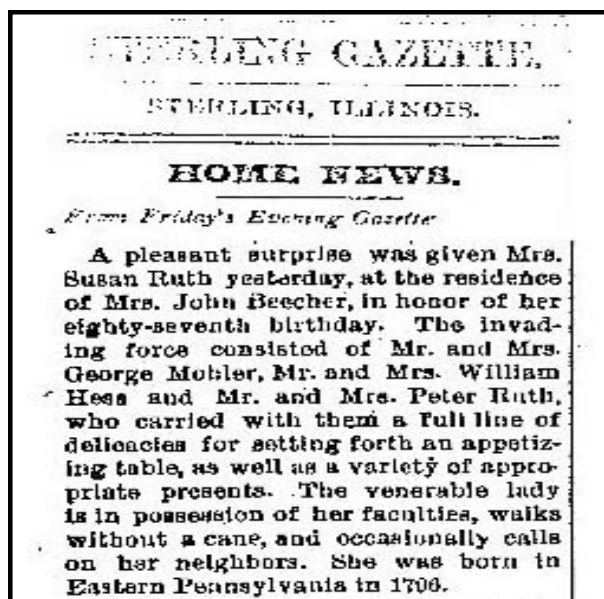 STERLING GAZETTE.
STERLING, ILLINOIS.
HOME NEWS.
From Friday's Evening Gazette
A pleasant surprise was given Mrs.
Susan Ruth yesterday, at the residence
of Mrs. John Beecher, in honor of her
eighty-seventh birthday. The invad-
ing force consisted of Mr. and Mrs.
George Mohler, Mr. and Mrs. William
Hess and Mr. and Mrs. Peter Ruth,
who carried with them a full line of
delicacies for setting forth an appetiz-
ing table, as well as a variety of appro-
priate presents. The venerable lady
is in possession of her faculties, walks
without a cane, and occasionally calls
on her neighbors. She was born in
Eastern Pennsylvania in 1706.